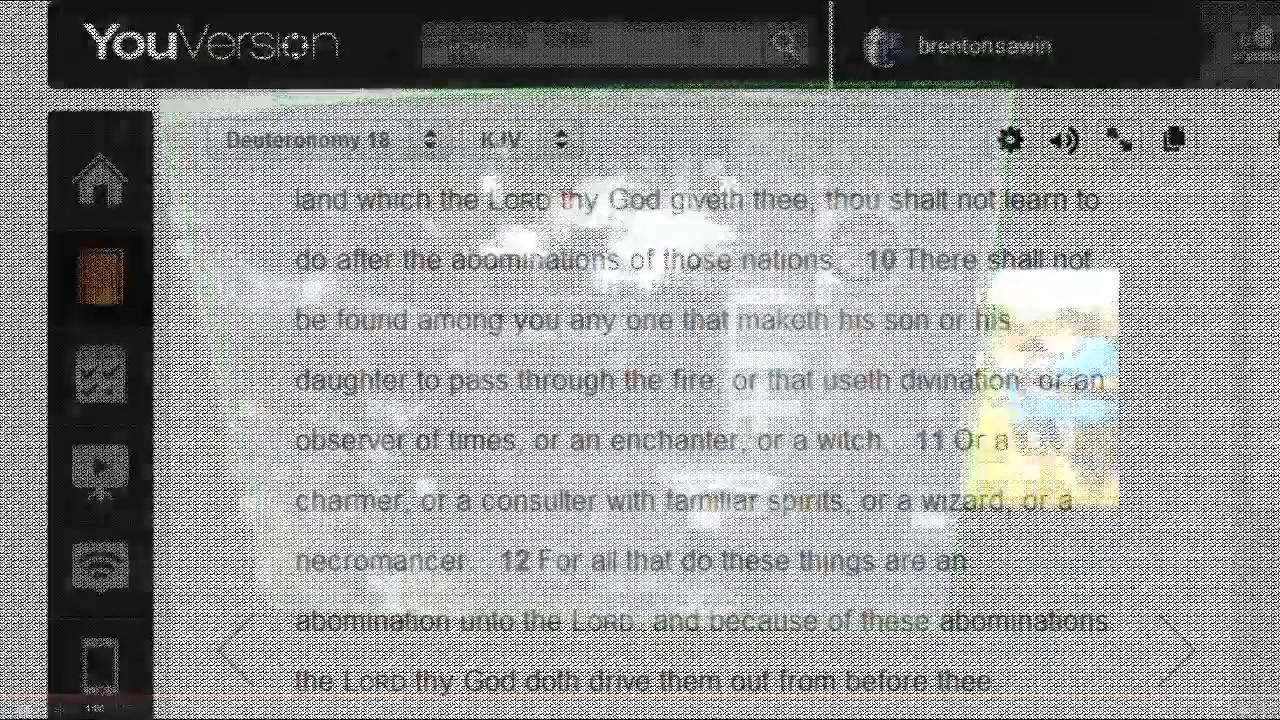 YouVersion
brentonsawin
Deuteronomy 18 KJV
land which the LORD thy God giveth thee, thou shalt not learn to
do after the abominations of those nations. 10 There shall not
be found among you any one that maketh his son or his
daughter to pass through the fire, or that useth divination, or an
observer of times, or an enchanter, or a witch, 11 Or a
charmer, or a consulter with familiar spirits, or a wizard, or a
necromancer. 12 For all that do these things are an
abomination unto the LORD: and because of these abominations
the LORD thy God doth drive them out from before thee.